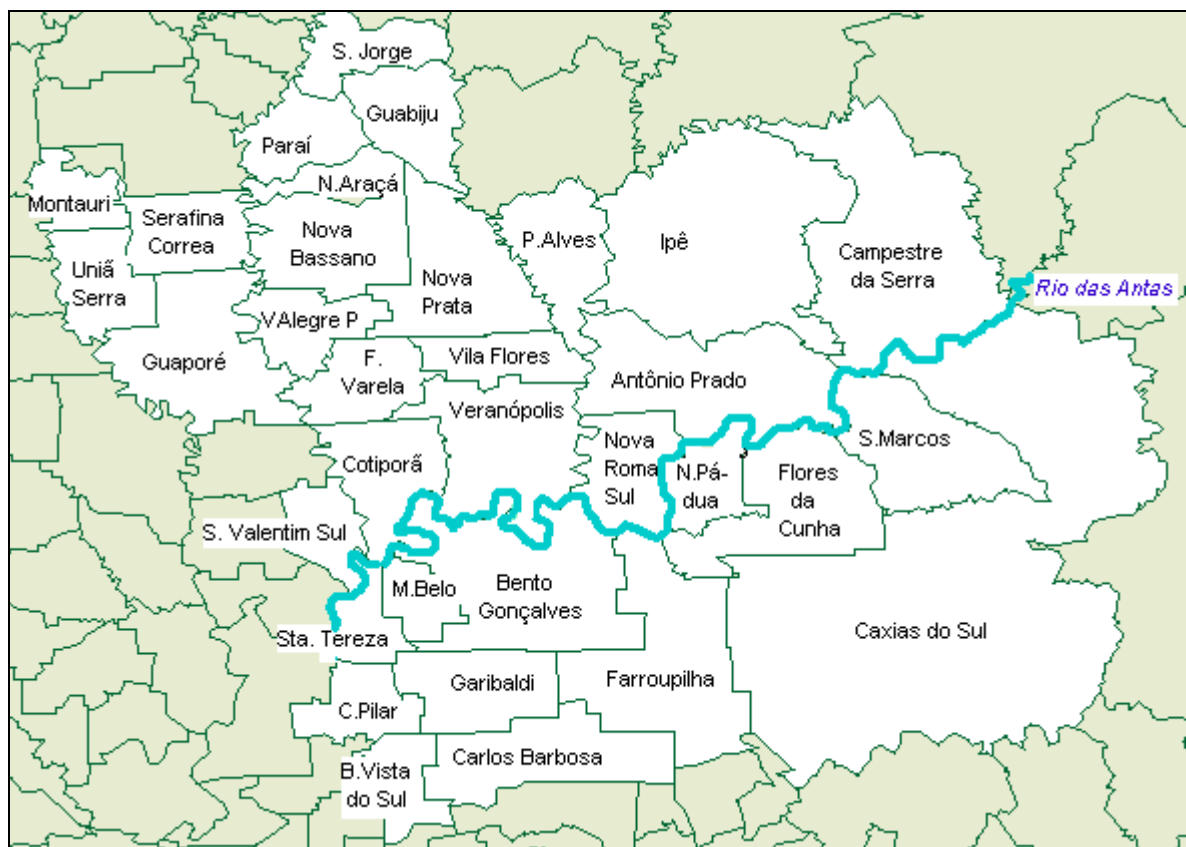 S. Jorge
Guabiju
Paraí
N.Araçá
Montauri
Serafina
Correa
Nova
Bassano
P.Alves
Ipê
Campestre
da Serra
Uniã
Serra
Nova
Prata
Rio das Antas
VAlegre P
Guaporé
F.
Varela
Vila Flores
Antônio Prado
Veranópolis
Cotiporã
Nova
Roma
Sul
N.Pá-
dua
Flores
da
Cunha
S.Marcos
S. Valentim Sul
M.Belo
Bento
Gonçalves
Sta. Tereza
Caxias do Sul
Garibaldi
Farroupilha
C.Pilar
Carlos Barbosa
B.Vista
do Sul